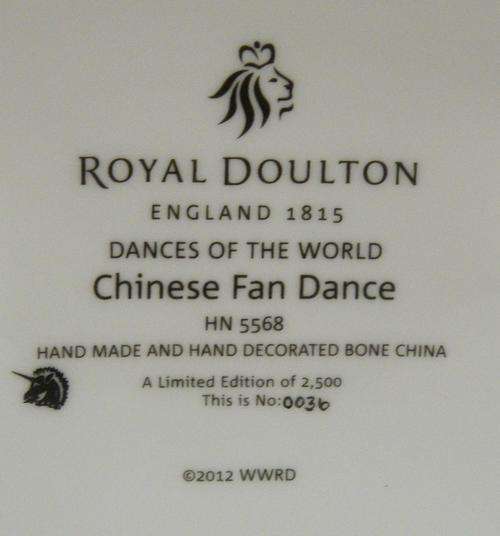 ROYAL DOULTON
ENGLAND 1815
DANCES OF THE WORLD
Chinese Fan Dance
HN 5568
HAND MADE AND HAND DECORATED BONE CHINA
A Limited Edition of 2,500
This is No:0036
©2012 WWRD